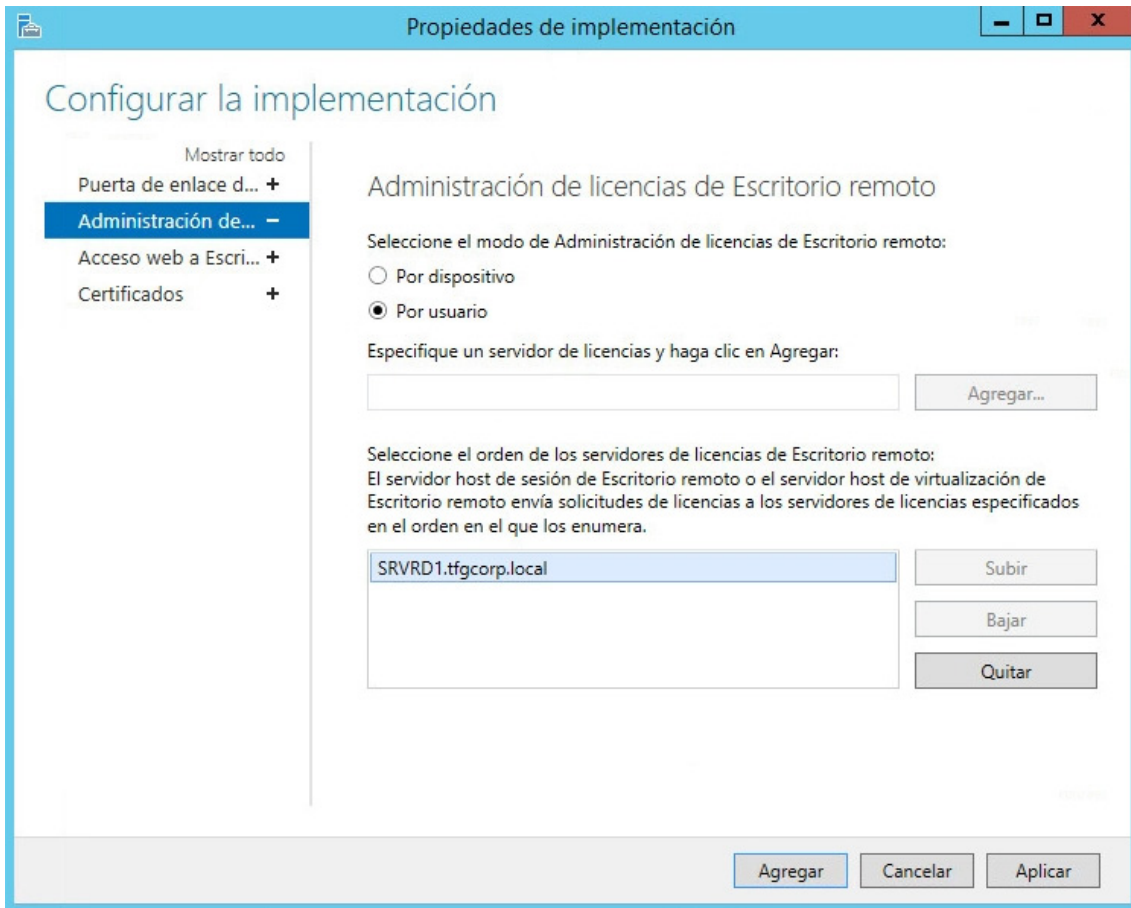 Propiedades de implementación
x
Configurar la implementación
Mostrar todo
Puerta de enlace d... +
Administración de... −
Acceso web a Escri... +
Certificados +
Administración de licencias de Escritorio remoto
Seleccione el modo de Administración de licencias de Escritorio remoto:
Por dispositivo
Por usuario
Especifique un servidor de licencias y haga clic en Agregar:
Agregar...
Seleccione el orden de los servidores de licencias de Escritorio remoto:
El servidor host de sesión de Escritorio remoto o el servidor host de virtualización de
Escritorio remoto envía solicitudes de licencias a los servidores de licencias especificados
en el orden en el que los enumera.
SRVRD1.tfgcorp.local
Subir
Bajar
Quitar
Agregar
Cancelar
Aplicar